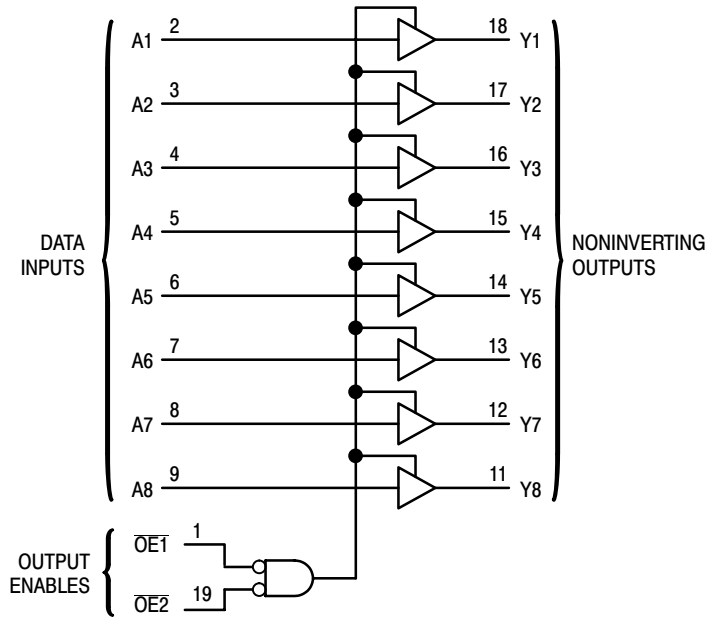 A1 2 18 Y1
A2 3 17 Y2
A3 4 16 Y3
A4 5 15 Y4
DATA
INPUTS
NONINVERTING
OUTPUTS
A5 6 14 Y5
A6 7 13 Y6
A7 8 12 Y7
A8 9 11 Y8
OUTPUT
ENABLES
O̅E̅1̅ 1
O̅E̅2̅ 19